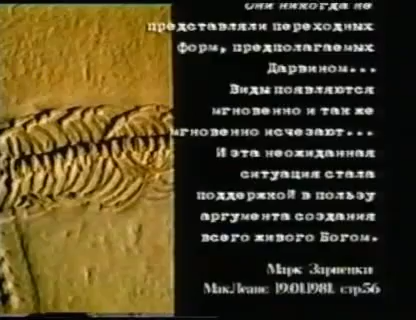 Они никогда не
представляли переходных
форм, предполагаемых
Дарвином...
Виды появляются
мгновенно и так же
мгновенно исчезают...
И эта неожиданная
ситуация стала
поддержкой в пользу
аргумента создания
всего живого Богом.
Марк Зарненки
МакЛеанс 19.01.1981. стр.56